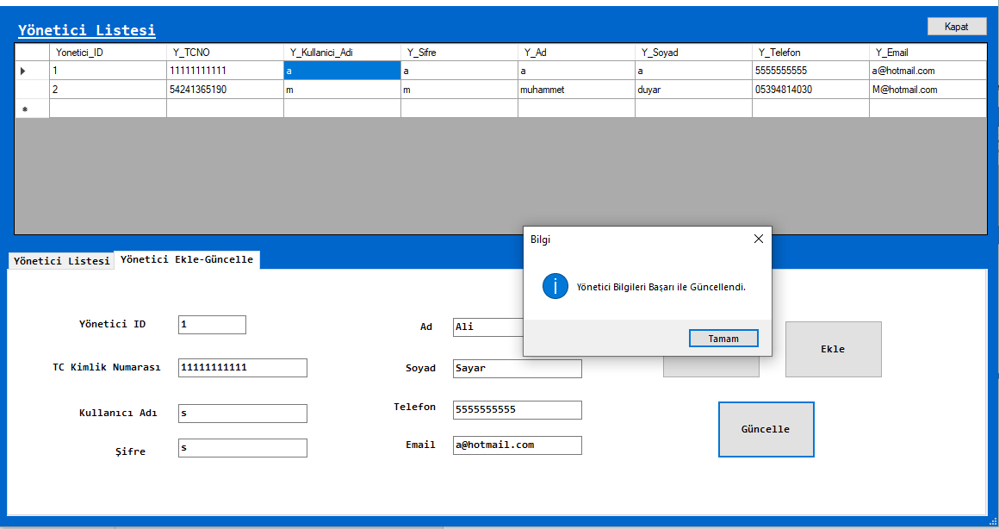 Yönetici Listesi
Kapat
Yonetici_ID Y_TCNO Y_Kullanici_Adi Y_Sifre Y_Ad Y_Soyad Y_Telefon Y_Email
1 11111111111 a a a a 5555555555 a@hotmail.com
2 54241365190 m m muhammet duyar 05394814030 M@hotmail.com
Bilgi
Yönetici Bilgileri Başarı ile Güncellendi.
Tamam
Yönetici Listesi Yönetici Ekle-Güncelle
Yönetici ID 1
TC Kimlik Numarası 11111111111
Kullanıcı Adı s
Şifre s
Ad Ali
Soyad Sayar
Telefon 5555555555
Email a@hotmail.com
Ekle
Güncelle